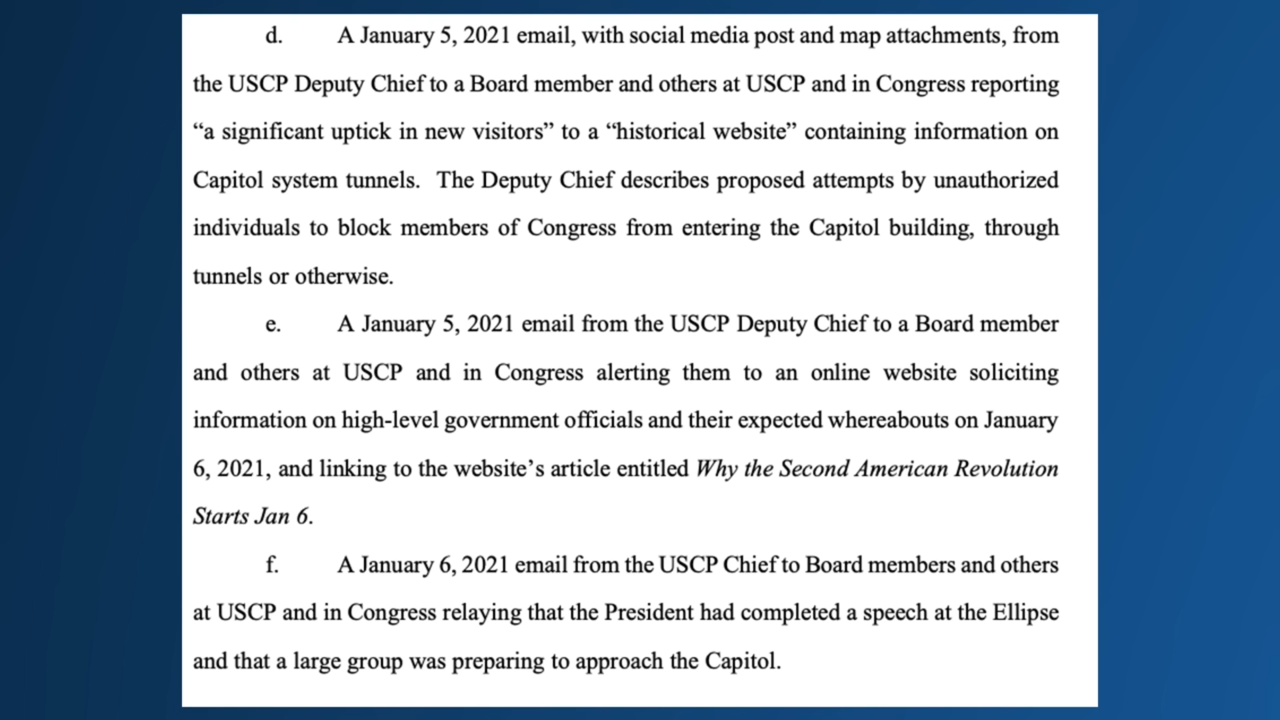 d. A January 5, 2021 email, with social media post and map attachments, from
the USCP Deputy Chief to a Board member and others at USCP and in Congress reporting
“a significant uptick in new visitors” to a “historical website” containing information on
Capitol system tunnels. The Deputy Chief describes proposed attempts by unauthorized
individuals to block members of Congress from entering the Capitol building, through
tunnels or otherwise.
e. A January 5, 2021 email from the USCP Deputy Chief to a Board member
and others at USCP and in Congress alerting them to an online website soliciting
information on high-level government officials and their expected whereabouts on January
6, 2021, and linking to the website’s article entitled Why the Second American Revolution
Starts Jan 6.
f. A January 6, 2021 email from the USCP Chief to Board members and others
at USCP and in Congress relaying that the President had completed a speech at the Ellipse
and that a large group was preparing to approach the Capitol.